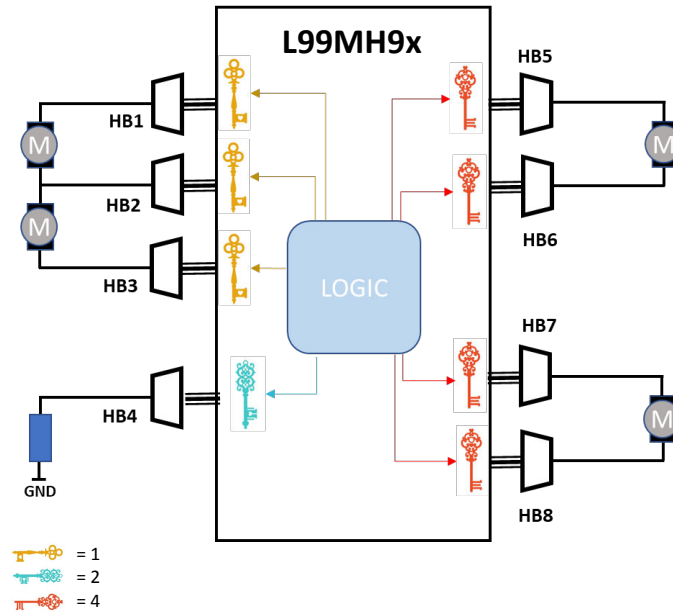 L99MH9x
HB1
HB2
HB3
HB4
HB5
HB6
HB7
HB8
M
M
M
M
LOGIC
GND
= 1
= 2
= 4